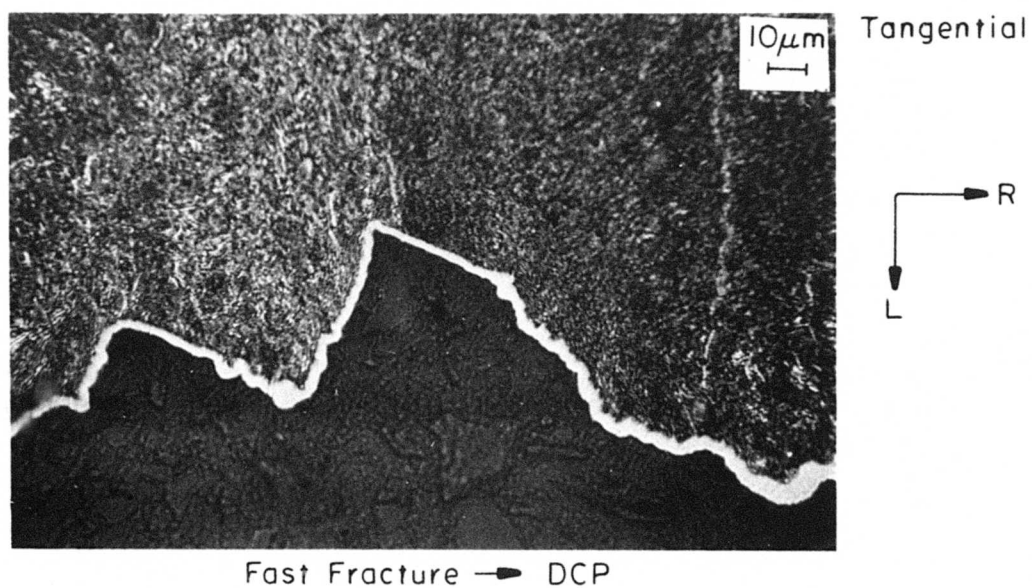 10μm
Tangential
R
L
Fast Fracture → DCP